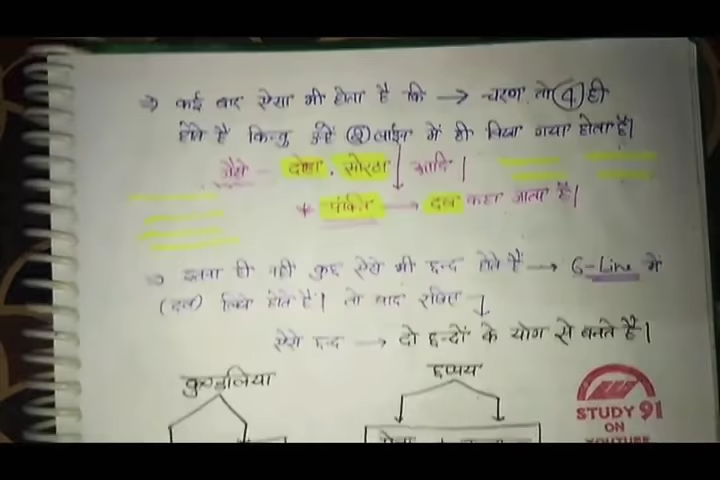 ⇒ कई बार ऐसा भी होता है कि → चरण तो ④ ही
होते है किन्तु उन्हें ② लाईन में ही लिखा गया होता है।
जैसे - दोहा, सोरठा आदि।
* पंक्ति → दल कहा जाता है।
⇒ इतना ही नहीं कुछ ऐसे भी छन्द होते हैं → 6-Line में
(दल) लिखे होते हैं। तो याद रखिए ↓
ऐसे छन्द → दो छन्दों के योग से बनते हैं।
कुण्डलिया छप्पय
STUDY 91
ON
YOUTUBE